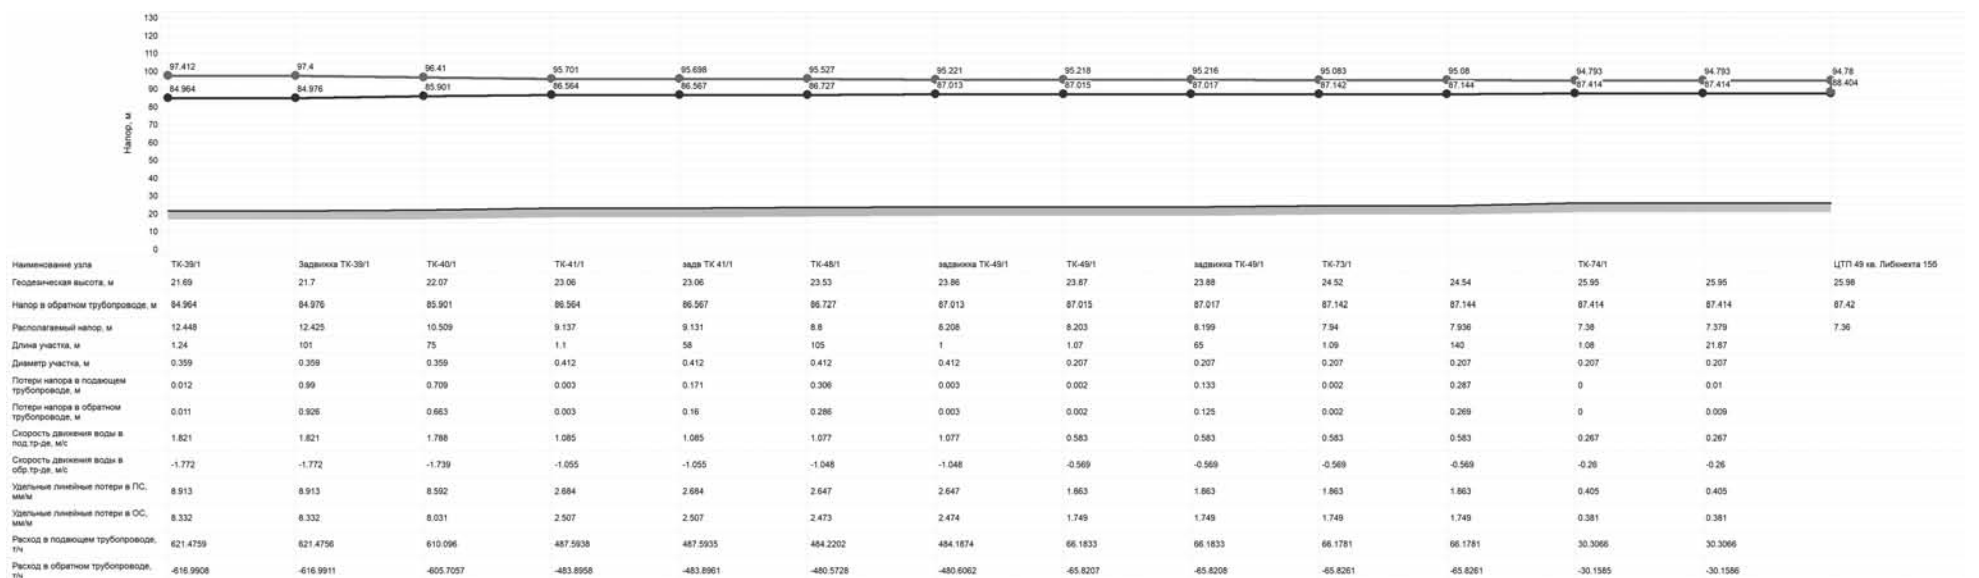 130
120
110
100
90
80
70
60
50
40
30
20
10
0
Напор, м
97.412 97.4 96.41 95.701 95.698 95.527 95.221 95.218 95.216 95.083 95.08 94.793 94.793 94.78
84.964 84.976 85.901 86.564 86.567 86.727 87.013 87.015 87.017 87.142 87.144 87.414 87.414 88.404
Наименование узла ТК-39/1 Задвижка ТК-39/1 ТК-40/1 ТК-41/1 задв ТК 41/1 ТК-48/1 задвижка ТК-49/1 ТК-49/1 задвижка ТК-49/1 ТК-73/1 ТК-74/1 ЦТП 49 кв. Либкнехта 15б
Геодезическая высота, м 21.69 21.7 22.07 23.06 23.06 23.53 23.86 23.87 23.88 24.52 24.54 25.95 25.95 25.98
Напор в обратном трубопроводе, м 84.964 84.976 85.901 86.564 86.567 86.727 87.013 87.015 87.017 87.142 87.144 87.414 87.414 87.42
Располагаемый напор, м 12.448 12.425 10.509 9.137 9.131 8.8 8.208 8.203 8.199 7.94 7.936 7.38 7.379 7.36
Длина участка, м 1.24 101 75 1.1 58 105 1 1.07 65 1.09 140 1.08 21.87
Диаметр участка, м 0.359 0.359 0.359 0.412 0.412 0.412 0.412 0.207 0.207 0.207 0.207 0.207 0.207
Потери напора в подающем
трубопроводе, м 0.012 0.99 0.709 0.003 0.171 0.306 0.003 0.002 0.133 0.002 0.287 0 0.01
Потери напора в обратном
трубопроводе, м 0.011 0.926 0.663 0.003 0.16 0.286 0.003 0.002 0.125 0.002 0.269 0 0.009
Скорость движения воды в
под.тр-де, м/с 1.821 1.821 1.788 1.085 1.085 1.077 1.077 0.583 0.583 0.583 0.583 0.267 0.267
Скорость движения воды в
обр.тр-де, м/с -1.772 -1.772 -1.739 -1.055 -1.055 -1.048 -1.048 -0.569 -0.569 -0.569 -0.569 -0.26 -0.26
Удельные линейные потери в ПС,
мм/м 8.913 8.913 8.592 2.684 2.684 2.647 2.647 1.863 1.863 1.863 1.863 0.405 0.405
Удельные линейные потери в ОС,
мм/м 8.332 8.332 8.031 2.507 2.507 2.473 2.474 1.749 1.749 1.749 1.749 0.381 0.381
Расход в подающем трубопроводе,
т/ч 621.4759 621.4756 610.096 487.5938 487.5935 484.2202 484.1874 66.1833 66.1833 66.1781 66.1781 30.3066 30.3066
Расход в обратном трубопроводе,
т/ч -616.9908 -616.9911 -605.7057 -483.8958 -483.8961 -480.5728 -480.6062 -65.8207 -65.8208 -65.8261 -65.8261 -30.1585 -30.1586